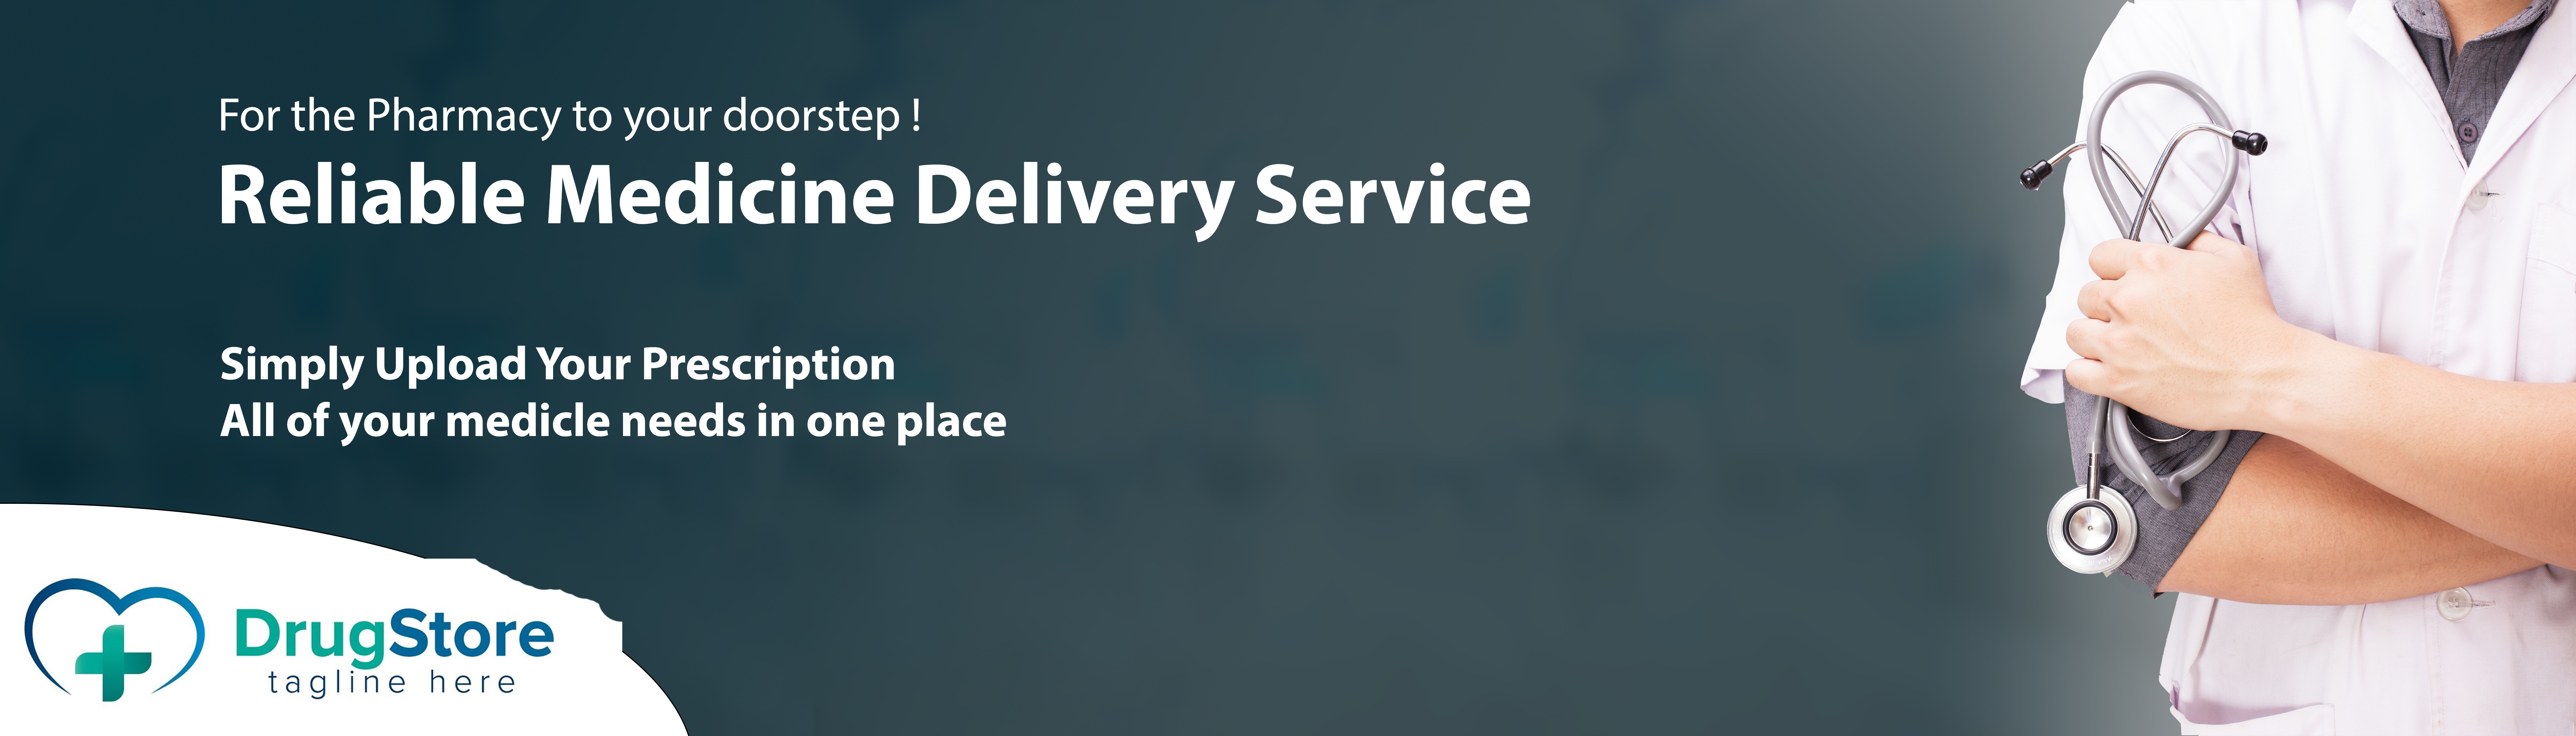 For the Pharmacy to your doorstep !
Reliable Medicine Delivery Service
Simply Upload Your Prescription
All of your medicle needs in one place
DrugStore
tagline here